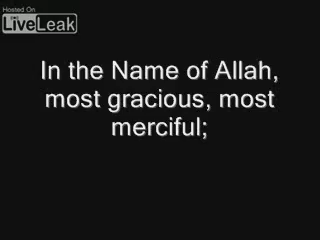 Hosted On
LiveLeak
In the Name of Allah,
most gracious, most
merciful;